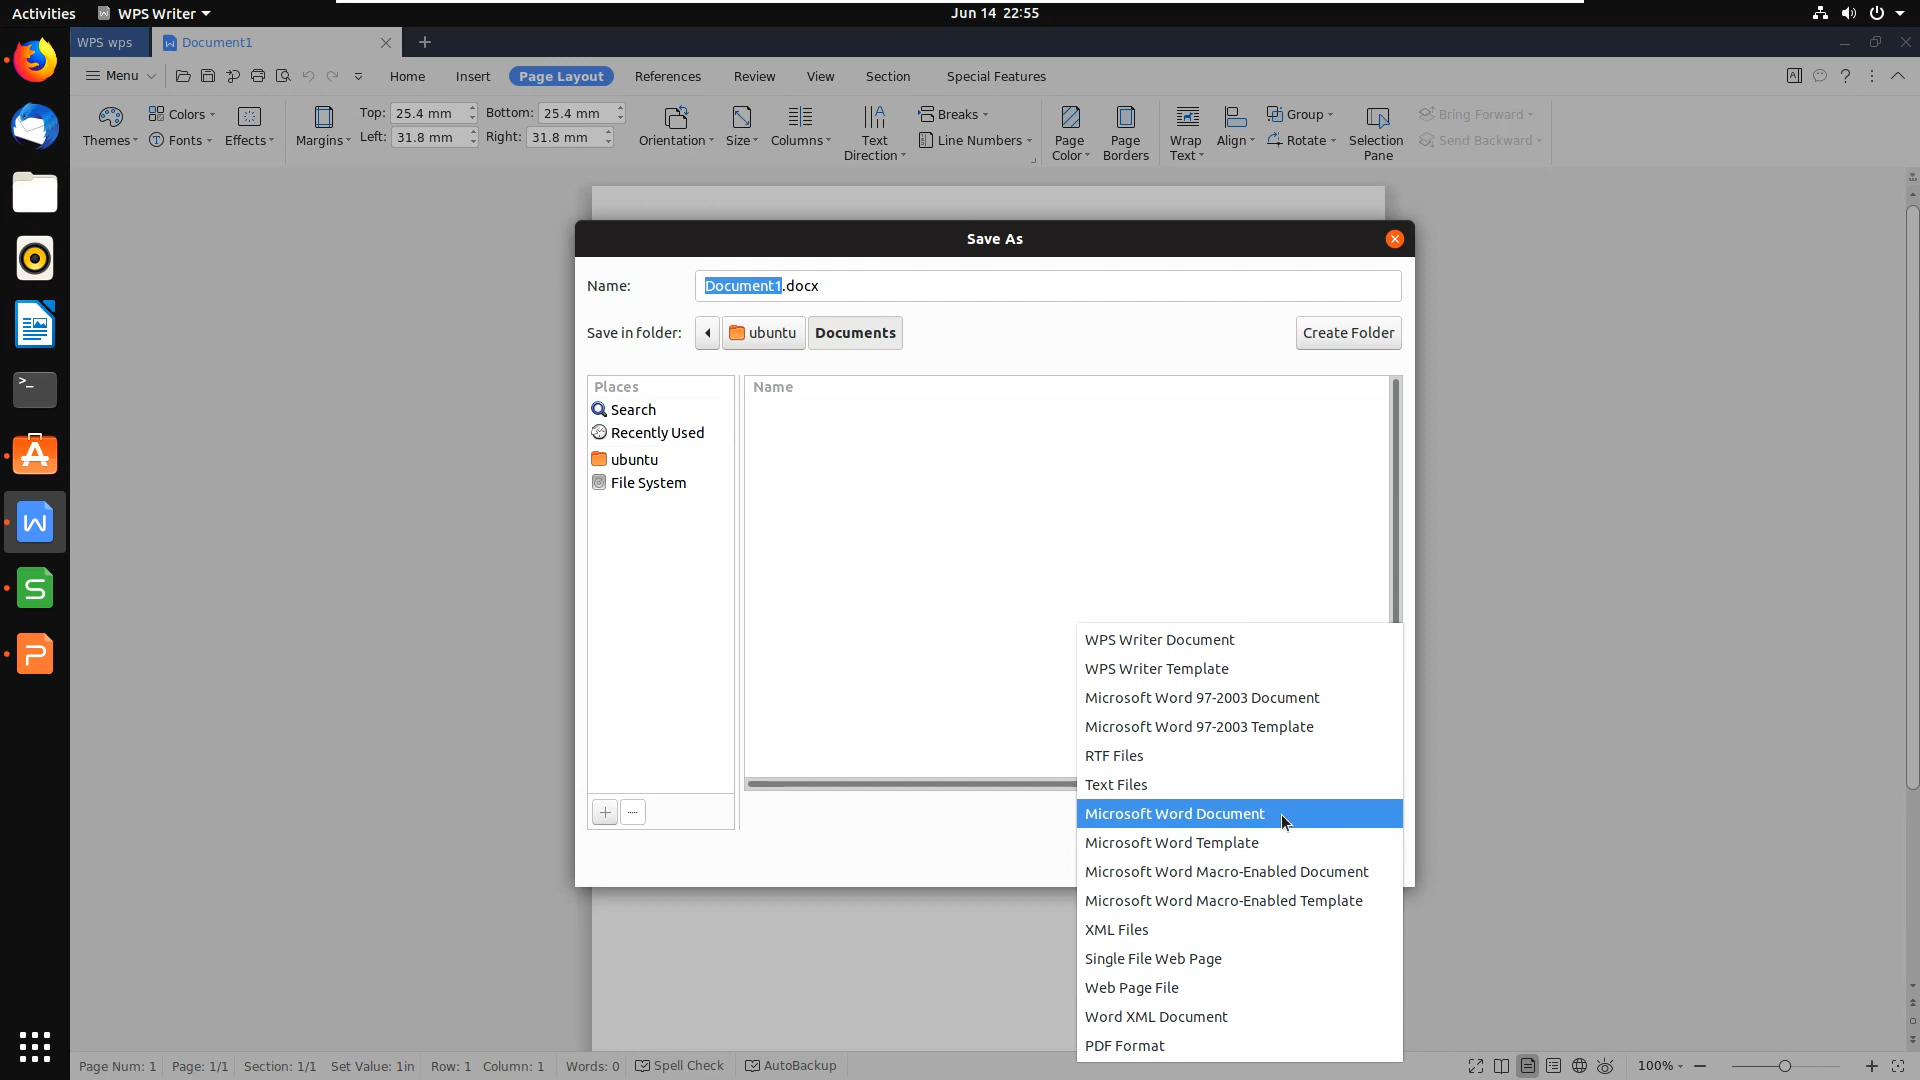 Activities WPS Writer Jun 14 22:55
WPS wps Document1
Menu Home Insert Page Layout References Review View Section Special Features
Themes Colors Fonts Effects Margins Top: 25.4 mm Bottom: 25.4 mm
Left: 31.8 mm Right: 31.8 mm
Orientation Size Columns Text Direction Breaks Line Numbers Page Color Page Borders Wrap Text Align Group Rotate Selection Pane Bring Forward Send Backward
Save As
Name: Document1.docx
Save in folder: ubuntu Documents Create Folder
Places Name
Search
Recently Used
ubuntu
File System
WPS Writer Document
WPS Writer Template
Microsoft Word 97-2003 Document
Microsoft Word 97-2003 Template
RTF Files
Text Files
Microsoft Word Document
Microsoft Word Template
Microsoft Word Macro-Enabled Document
Microsoft Word Macro-Enabled Template
XML Files
Single File Web Page
Web Page File
Word XML Document
PDF Format
Page Num: 1 Page: 1/1 Section: 1/1 Set Value: 1in Row: 1 Column: 1 Words: 0 Spell Check AutoBackup 100%